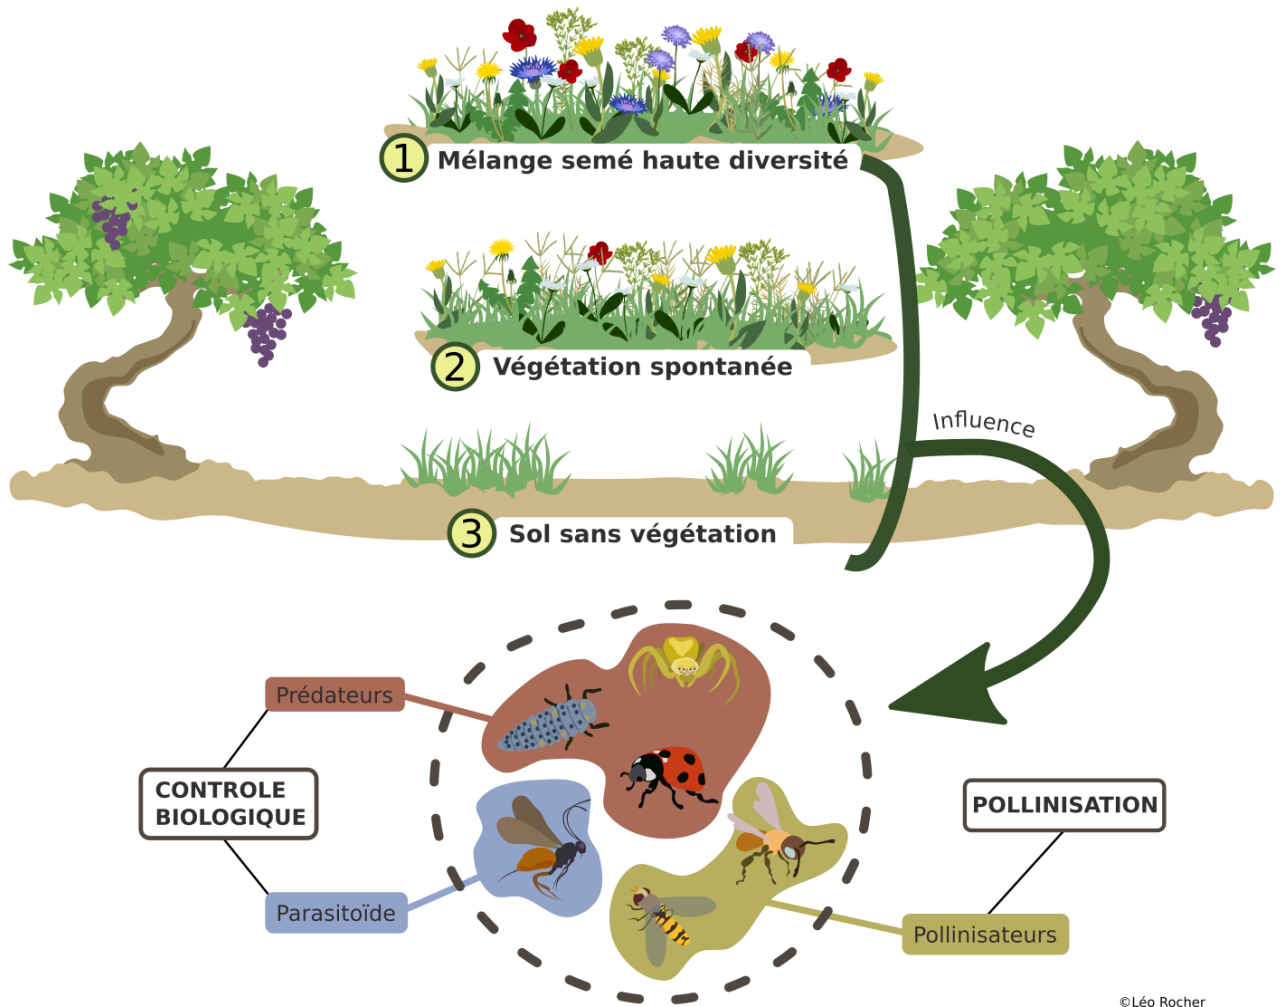 1 Mélange semé haute diversité
2 Végétation spontanée
Influence
3 Sol sans végétation
Prédateurs
CONTROLE
BIOLOGIQUE
POLLINISATION
Parasitoïde
Pollinisateurs
©Léo Rocher